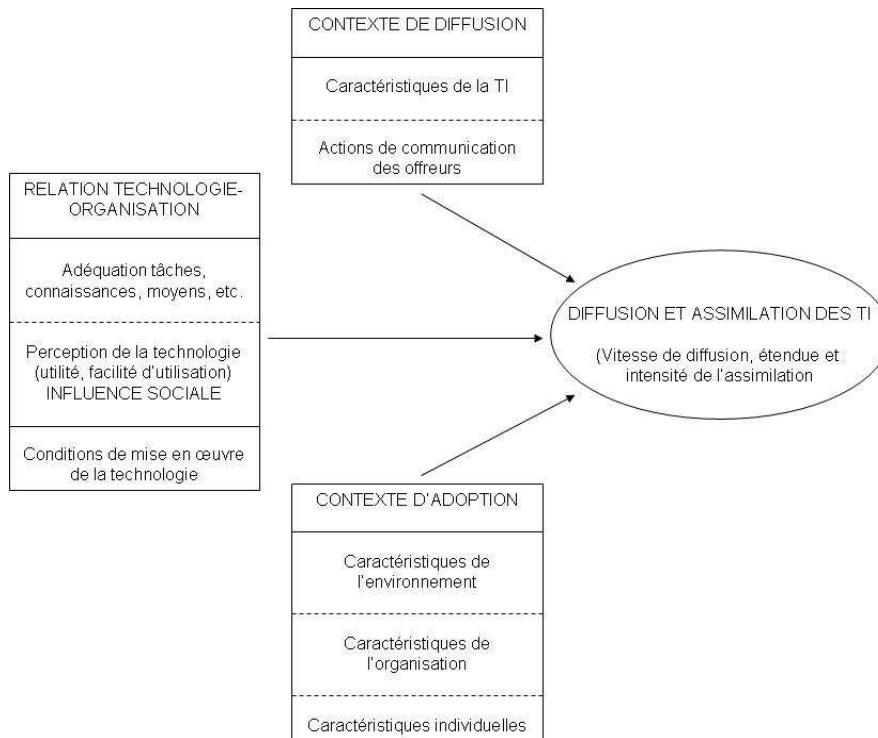 CONTEXTE DE DIFFUSION
Caractéristiques de la TI
Actions de communication
des offreurs
RELATION TECHNOLOGIE-
ORGANISATION
Adéquation tâches,
connaissances, moyens, etc.
Perception de la technologie
(utilité, facilité d'utilisation)
INFLUENCE SOCIALE
Conditions de mise en œuvre
de la technologie
DIFFUSION ET ASSIMILATION DES TI
(Vitesse de diffusion, étendue et
intensité de l'assimilation
CONTEXTE D'ADOPTION
Caractéristiques de
l'environnement
Caractéristiques de
l'organisation
Caractéristiques individuelles